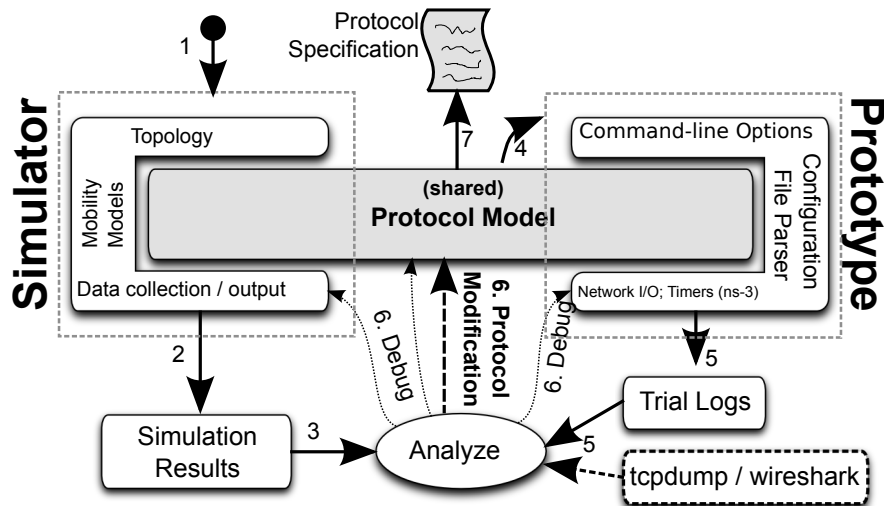 Protocol
Specification
1
7
4
Simulator
Prototype
Topology
Command-line Options
Mobility
Models
(shared)
Protocol Model
Configuration
File Parser
Data collection / output
Network I/O; Timers (ns-3)
6. Debug
6. Protocol
Modification
6. Debug
2
5
Simulation
Results
3
Analyze
5
Trial Logs
tcpdump / wireshark